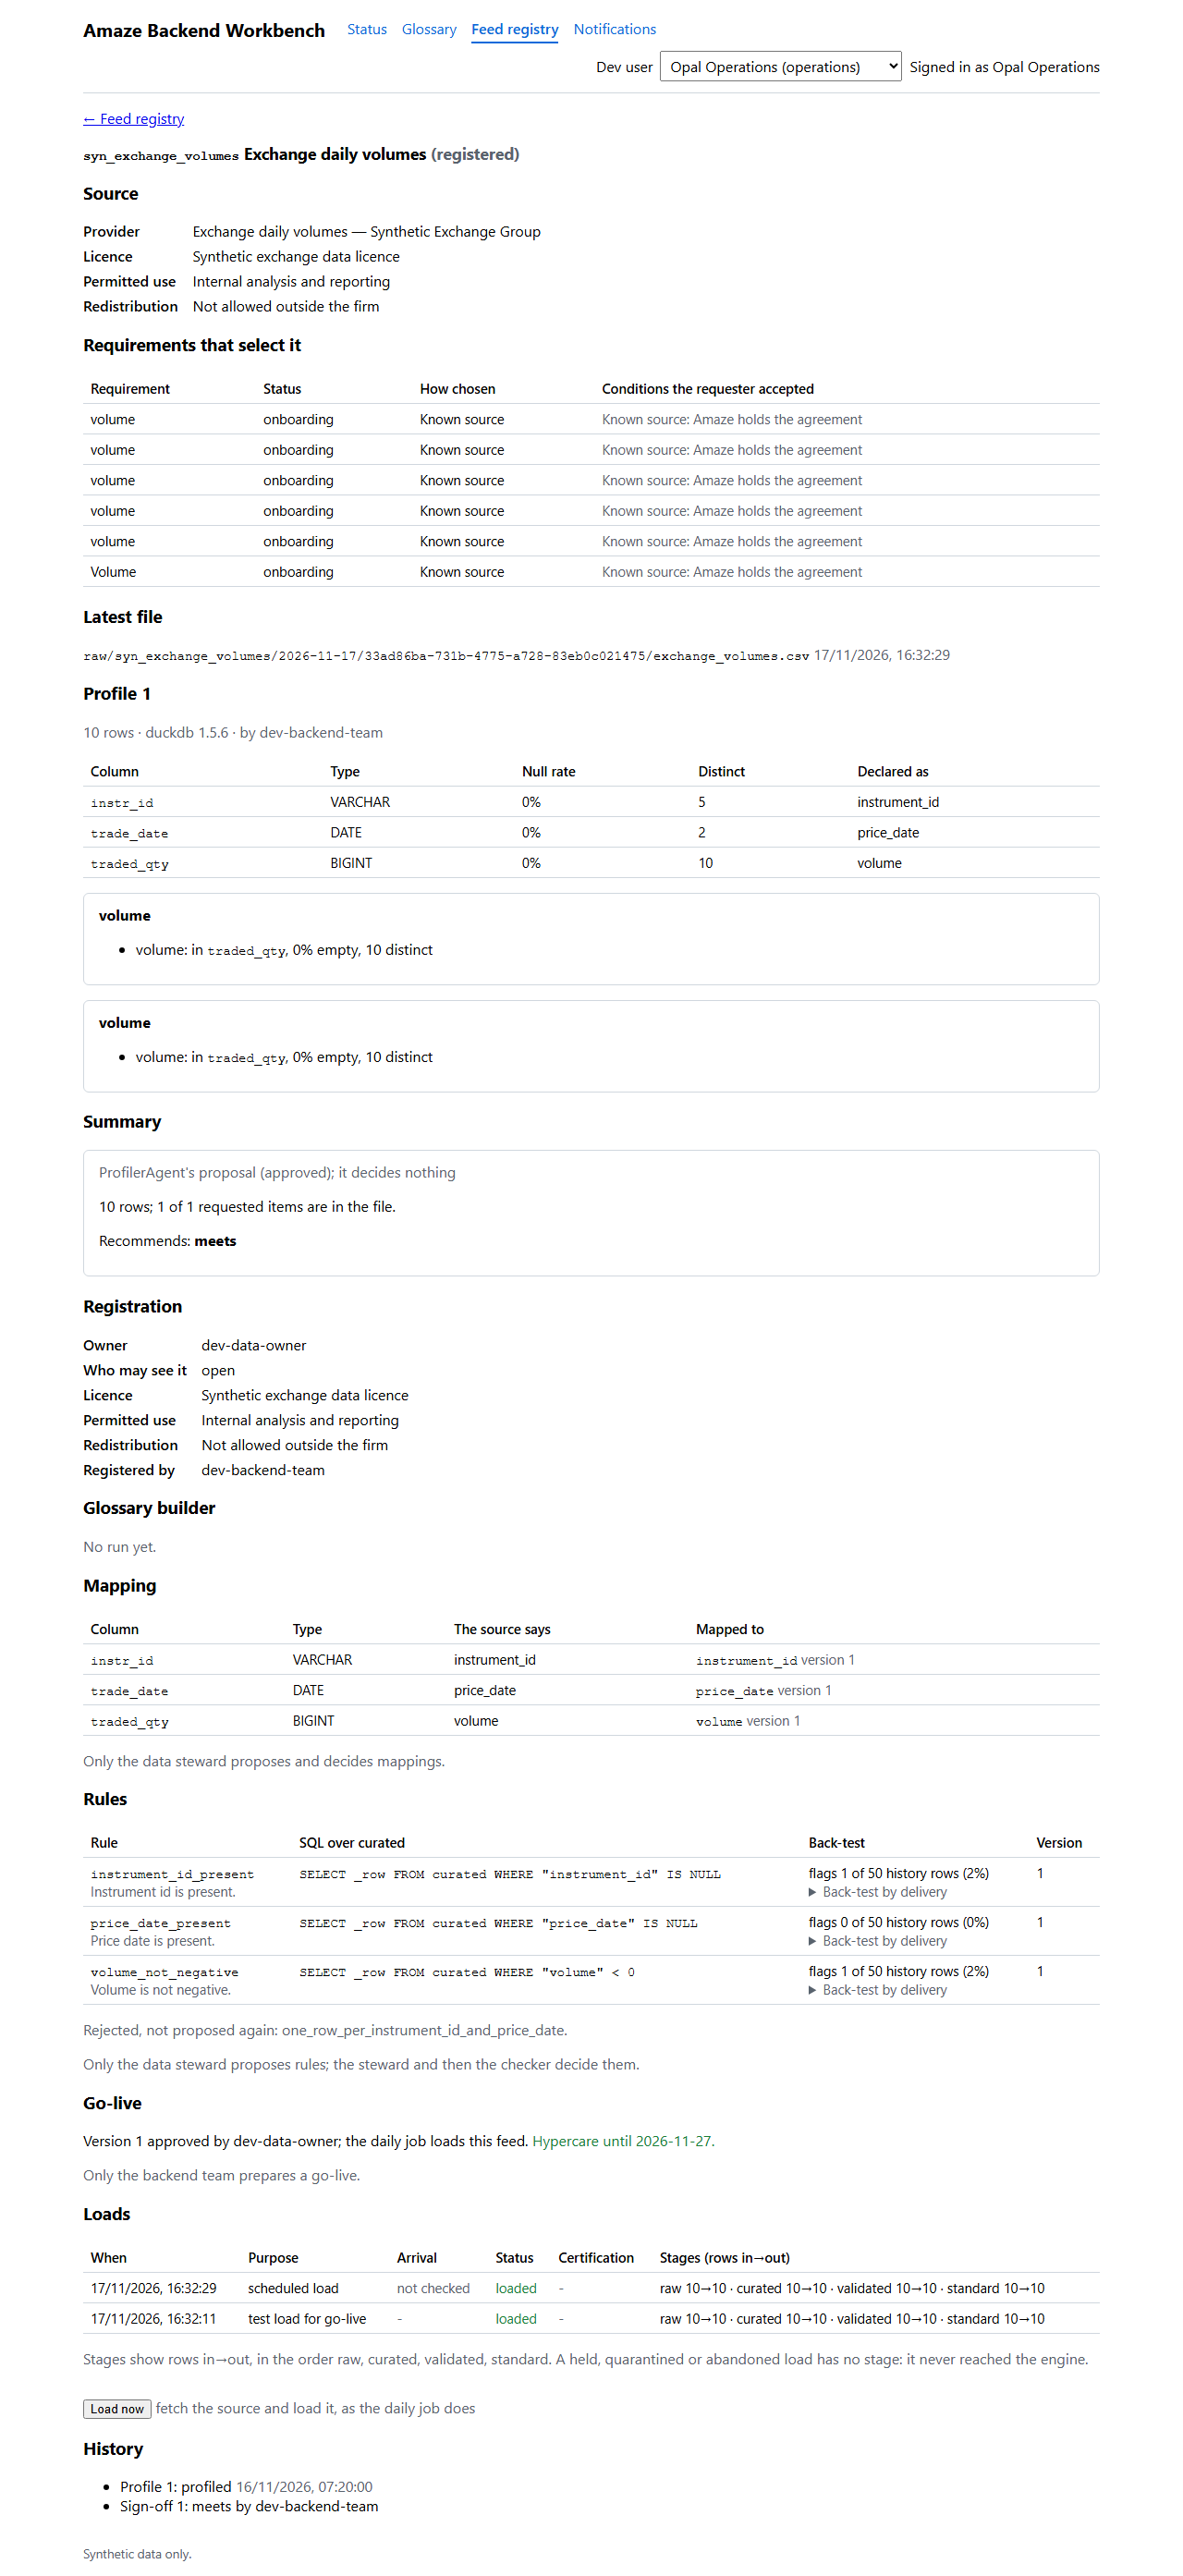 Amaze Backend Workbench Status Glossary Feed registry Notifications
Dev user Opal Operations (operations) Signed in as Opal Operations
← Feed registry
syn_exchange_volumes Exchange daily volumes (registered)
Source
Provider Exchange daily volumes — Synthetic Exchange Group
Licence Synthetic exchange data licence
Permitted use Internal analysis and reporting
Redistribution Not allowed outside the firm
Requirements that select it
Requirement Status How chosen Conditions the requester accepted
volume onboarding Known source Known source: Amaze holds the agreement
volume onboarding Known source Known source: Amaze holds the agreement
volume onboarding Known source Known source: Amaze holds the agreement
volume onboarding Known source Known source: Amaze holds the agreement
volume onboarding Known source Known source: Amaze holds the agreement
Volume onboarding Known source Known source: Amaze holds the agreement
Latest file
raw/syn_exchange_volumes/2026-11-17/33ad86ba-731b-4775-a728-83eb0c021475/exchange_volumes.csv 17/11/2026, 16:32:29
Profile 1
10 rows · duckdb 1.5.6 · by dev-backend-team
Column Type Null rate Distinct Declared as
instr_id VARCHAR 0% 5 instrument_id
trade_date DATE 0% 2 price_date
traded_qty BIGINT 0% 10 volume
volume
• volume: in traded_qty, 0% empty, 10 distinct
volume
• volume: in traded_qty, 0% empty, 10 distinct
Summary
ProfilerAgent's proposal (approved); it decides nothing
10 rows; 1 of 1 requested items are in the file.
Recommends: meets
Registration
Owner dev-data-owner
Who may see it open
Licence Synthetic exchange data licence
Permitted use Internal analysis and reporting
Redistribution Not allowed outside the firm
Registered by dev-backend-team
Glossary builder
No run yet.
Mapping
Column Type The source says Mapped to
instr_id VARCHAR instrument_id instrument_id version 1
trade_date DATE price_date price_date version 1
traded_qty BIGINT volume volume version 1
Only the data steward proposes and decides mappings.
Rules
Rule SQL over curated Back-test Version
instrument_id_present SELECT _row FROM curated WHERE "instrument_id" IS NULL flags 1 of 50 history rows (2%) 1
Instrument id is present. ▶ Back-test by delivery
price_date_present SELECT _row FROM curated WHERE "price_date" IS NULL flags 0 of 50 history rows (0%) 1
Price date is present. ▶ Back-test by delivery
volume_not_negative SELECT _row FROM curated WHERE "volume" < 0 flags 1 of 50 history rows (2%) 1
Volume is not negative. ▶ Back-test by delivery
Rejected, not proposed again: one_row_per_instrument_id_and_price_date.
Only the data steward proposes rules; the steward and then the checker decide them.
Go-live
Version 1 approved by dev-data-owner; the daily job loads this feed. Hypercare until 2026-11-27.
Only the backend team prepares a go-live.
Loads
When Purpose Arrival Status Certification Stages (rows in→out)
17/11/2026, 16:32:29 scheduled load not checked loaded - raw 10→10 · curated 10→10 · validated 10→10 · standard 10→10
17/11/2026, 16:32:11 test load for go-live - loaded - raw 10→10 · curated 10→10 · validated 10→10 · standard 10→10
Stages show rows in→out, in the order raw, curated, validated, standard. A held, quarantined or abandoned load has no stage: it never reached the engine.
Load now fetch the source and load it, as the daily job does
History
• Profile 1: profiled 16/11/2026, 07:20:00
• Sign-off 1: meets by dev-backend-team
Synthetic data only.